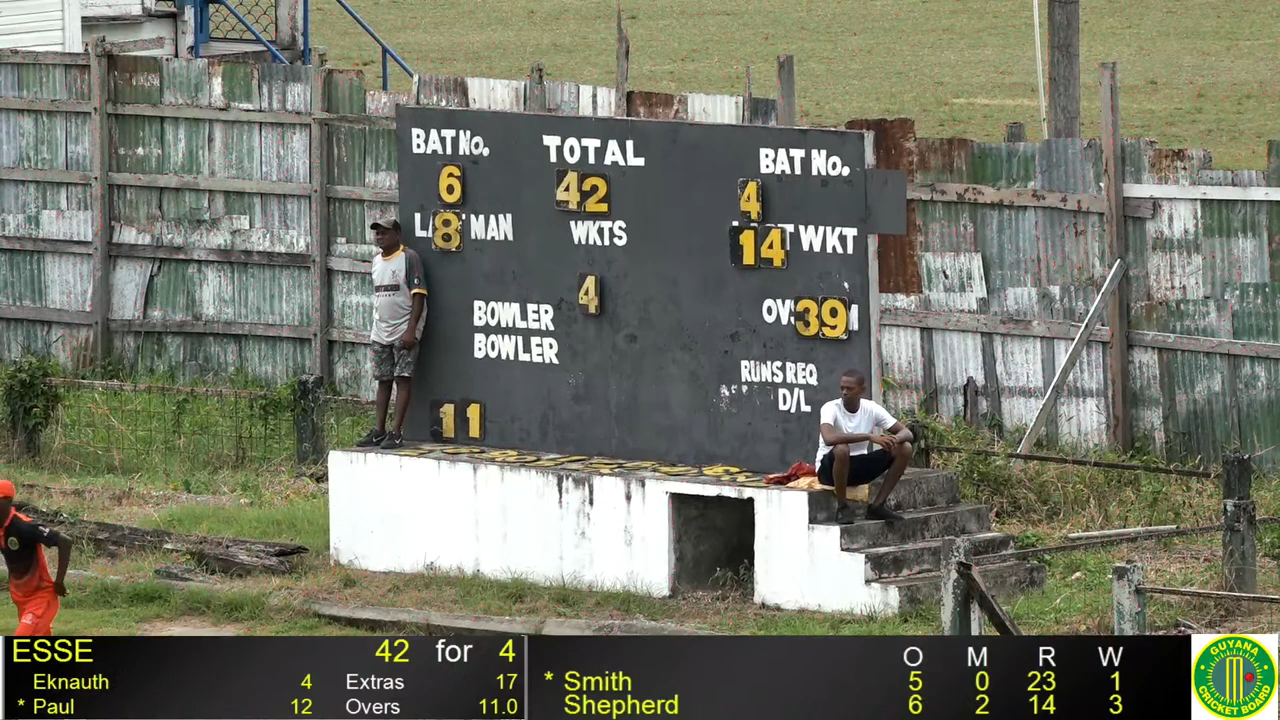 BAT No. TOTAL BAT No.
6 42 4
8 MAN WKTS WKT
14
4
39
BOWLER
BOWLER
RUNS REQ
D/L
11
ESSE 42 for 4
Eknauth 4 Extras 17
* Paul 12 Overs 11.0
O M R W
* Smith 5 0 23 1
Shepherd 6 2 14 3
GUYANA
CRICKET BOARD